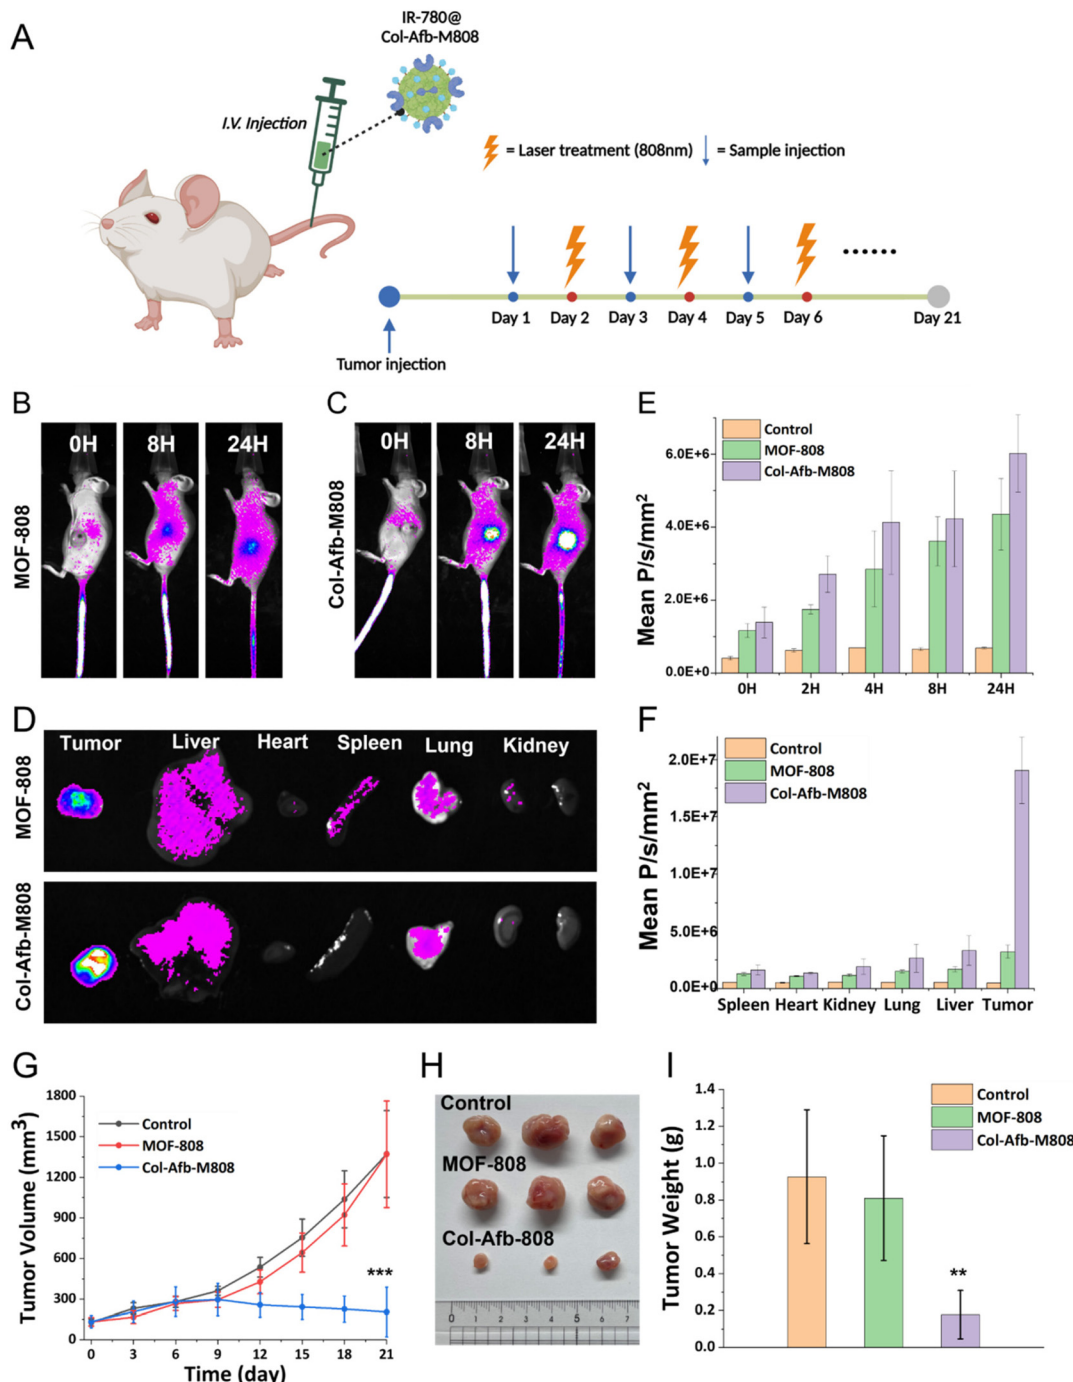 A
IR-780@
Col-Afb-M808
I.V. Injection
= Laser treatment (808nm) = Sample injection
Day 1 Day 2 Day 3 Day 4 Day 5 Day 6 Day 21
Tumor injection
B
0H 8H 24H
MOF-808
C
0H 8H 24H
Col-Afb-M808
E
Control
MOF-808
Col-Afb-M808
Mean P/s/mm²
6.0E+6
4.0E+6
2.0E+6
0.0E+0
0H 2H 4H 8H 24H
D
Tumor Liver Heart Spleen Lung Kidney
MOF-808
Col-Afb-M808
F
Control
MOF-808
Col-Afb-M808
Mean P/s/mm²
2.0E+7
1.5E+7
1.0E+7
5.0E+6
0.0E+0
Spleen Heart Kidney Lung Liver Tumor
G
Control
MOF-808
Col-Afb-M808
Tumor Volume (mm³)
1800
1500
1200
900
600
300
0
***
0 3 6 9 12 15 18 21
Time (day)
H
Control
MOF-808
Col-Afb-808
0 1 2 3 4 5 6 7
I
Control
MOF-808
Col-Afb-M808
Tumor Weight (g)
1.4
1.2
1.0
0.8
0.6
0.4
0.2
0.0
**